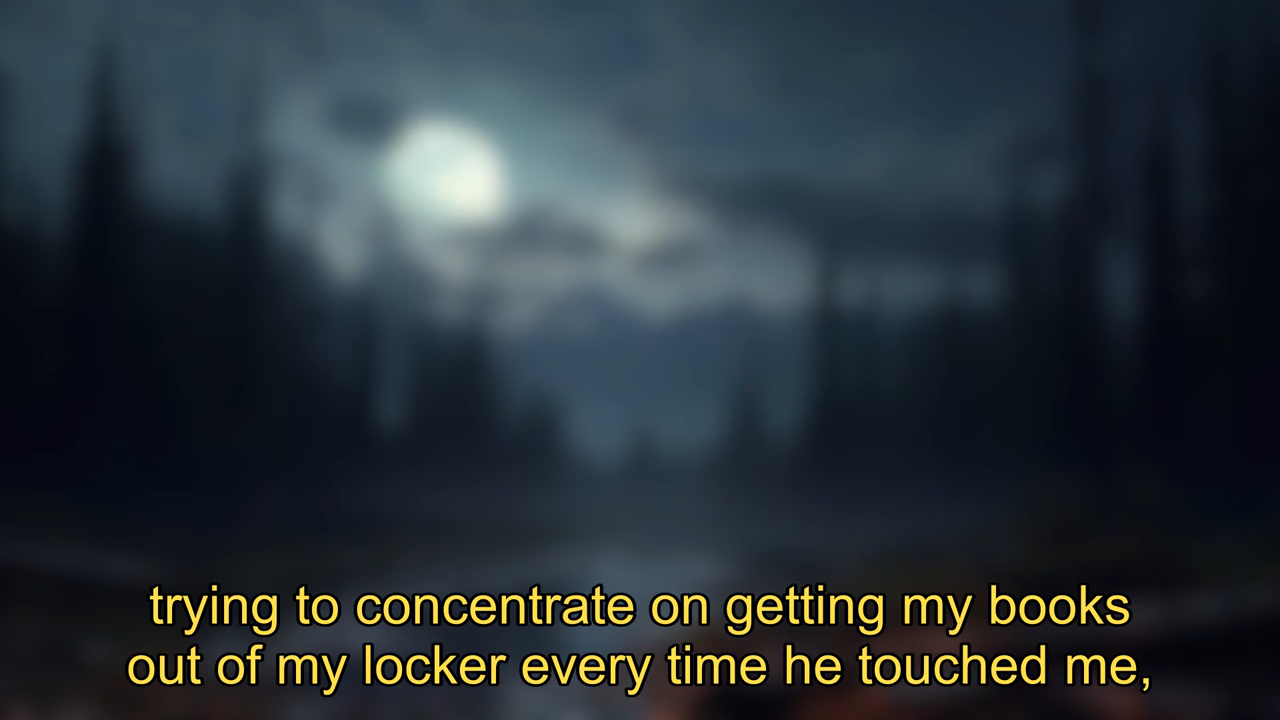 trying to concentrate on getting my books
out of my locker every time he touched me,